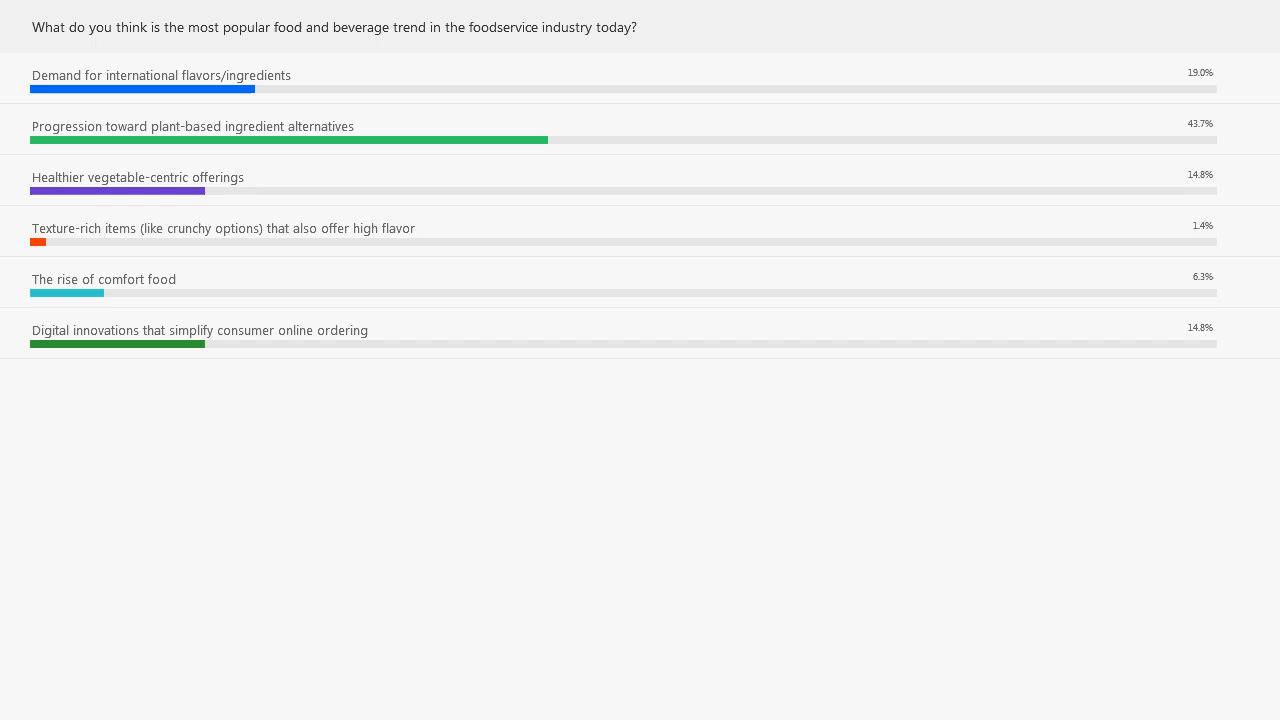 What do you think is the most popular food and beverage trend in the foodservice industry today?
Demand for international flavors/ingredients 19.0%
Progression toward plant-based ingredient alternatives 43.7%
Healthier vegetable-centric offerings 14.8%
Texture-rich items (like crunchy options) that also offer high flavor 1.4%
The rise of comfort food 6.3%
Digital innovations that simplify consumer online ordering 14.8%